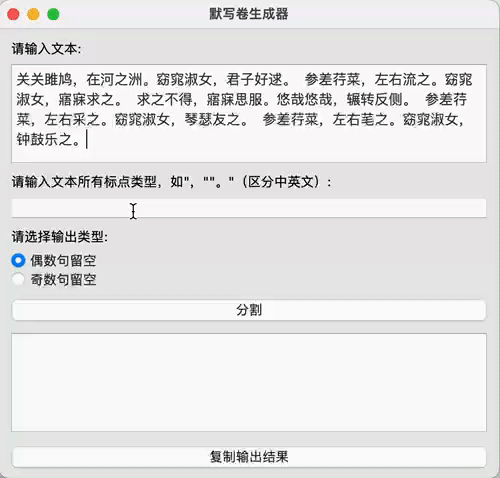 默写卷生成器
请输入文本:
关关雎鸠，在河之洲。窈窕淑女，君子好逑。 参差荇菜，左右流之。窈窕
淑女，寤寐求之。 求之不得，寤寐思服。悠哉悠哉，辗转反侧。 参差荇
菜，左右采之。窈窕淑女，琴瑟友之。 参差荇菜，左右芼之。窈窕淑女，
钟鼓乐之。
请输入文本所有标点类型，如"，""。"（区分中英文）:
请选择输出类型:
偶数句留空
奇数句留空
分割
复制输出结果